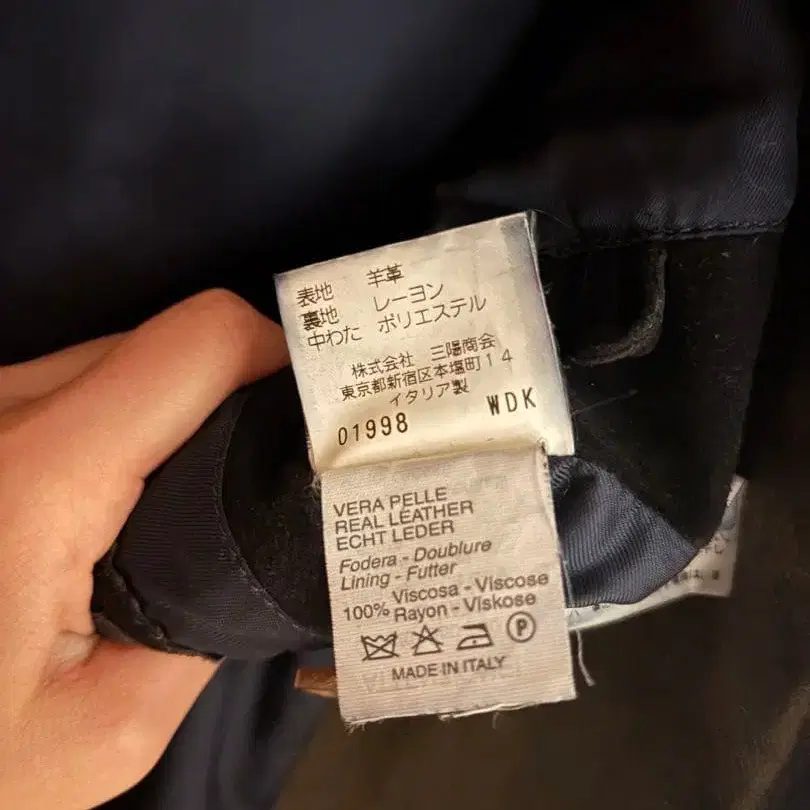 表地 羊革
裏地 レーヨン
中わた ポリエステル
株式会社 三陽商会
東京都新宿区本塩町14
イタリア製
01998 WDK
VERA PELLE
REAL LEATHER
ECHT LEDER
Fodera - Doublure
Lining - Futter
100% Viscosa - Viscose
Rayon - Viskose
P
MADE IN ITALY